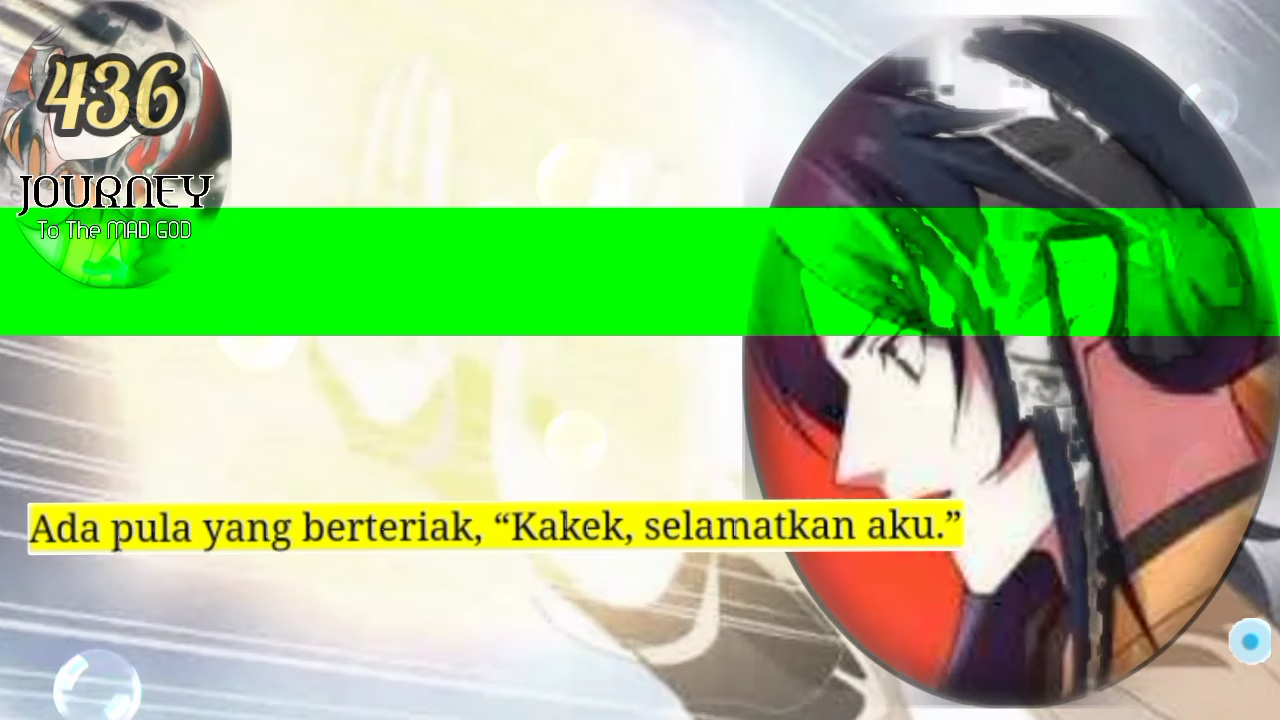 436
JOURNEY
To The MAD GOD
Ada pula yang berteriak, “Kakek, selamatkan aku.”